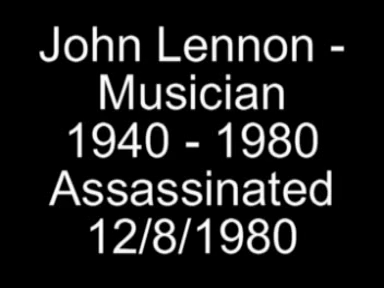 John Lennon -
Musician
1940 - 1980
Assassinated
12/8/1980